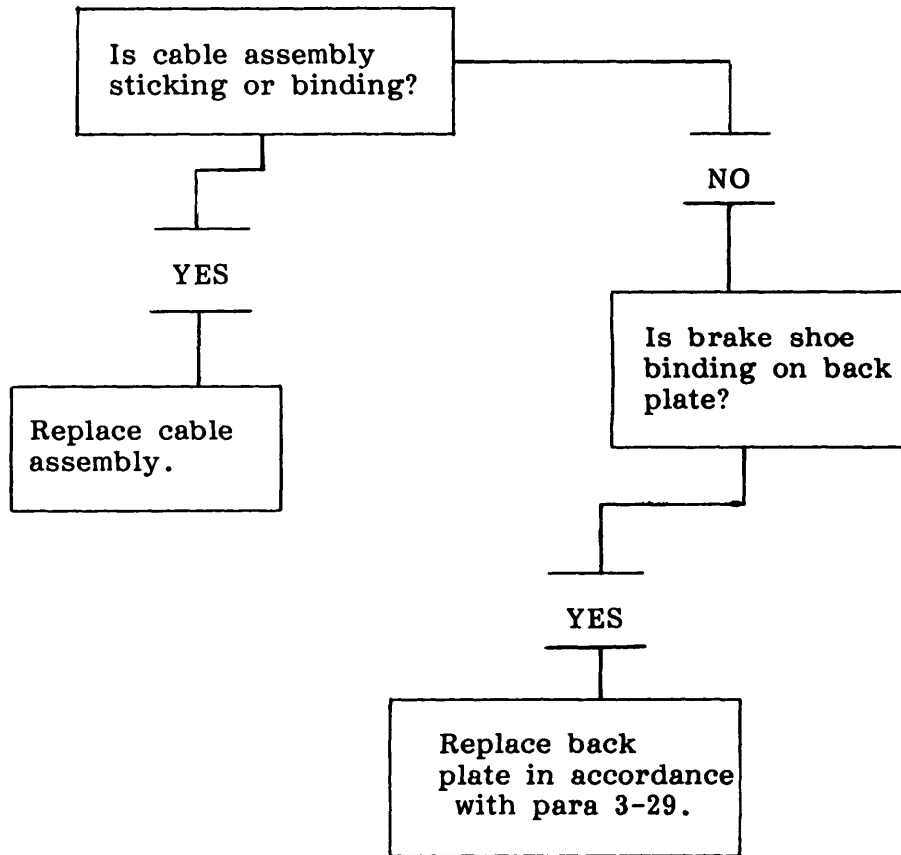 Is cable assembly
sticking or binding?
NO
YES
Is brake shoe
binding on back
plate?
Replace cable
assembly.
YES
Replace back
plate in accordance
with para 3-29.